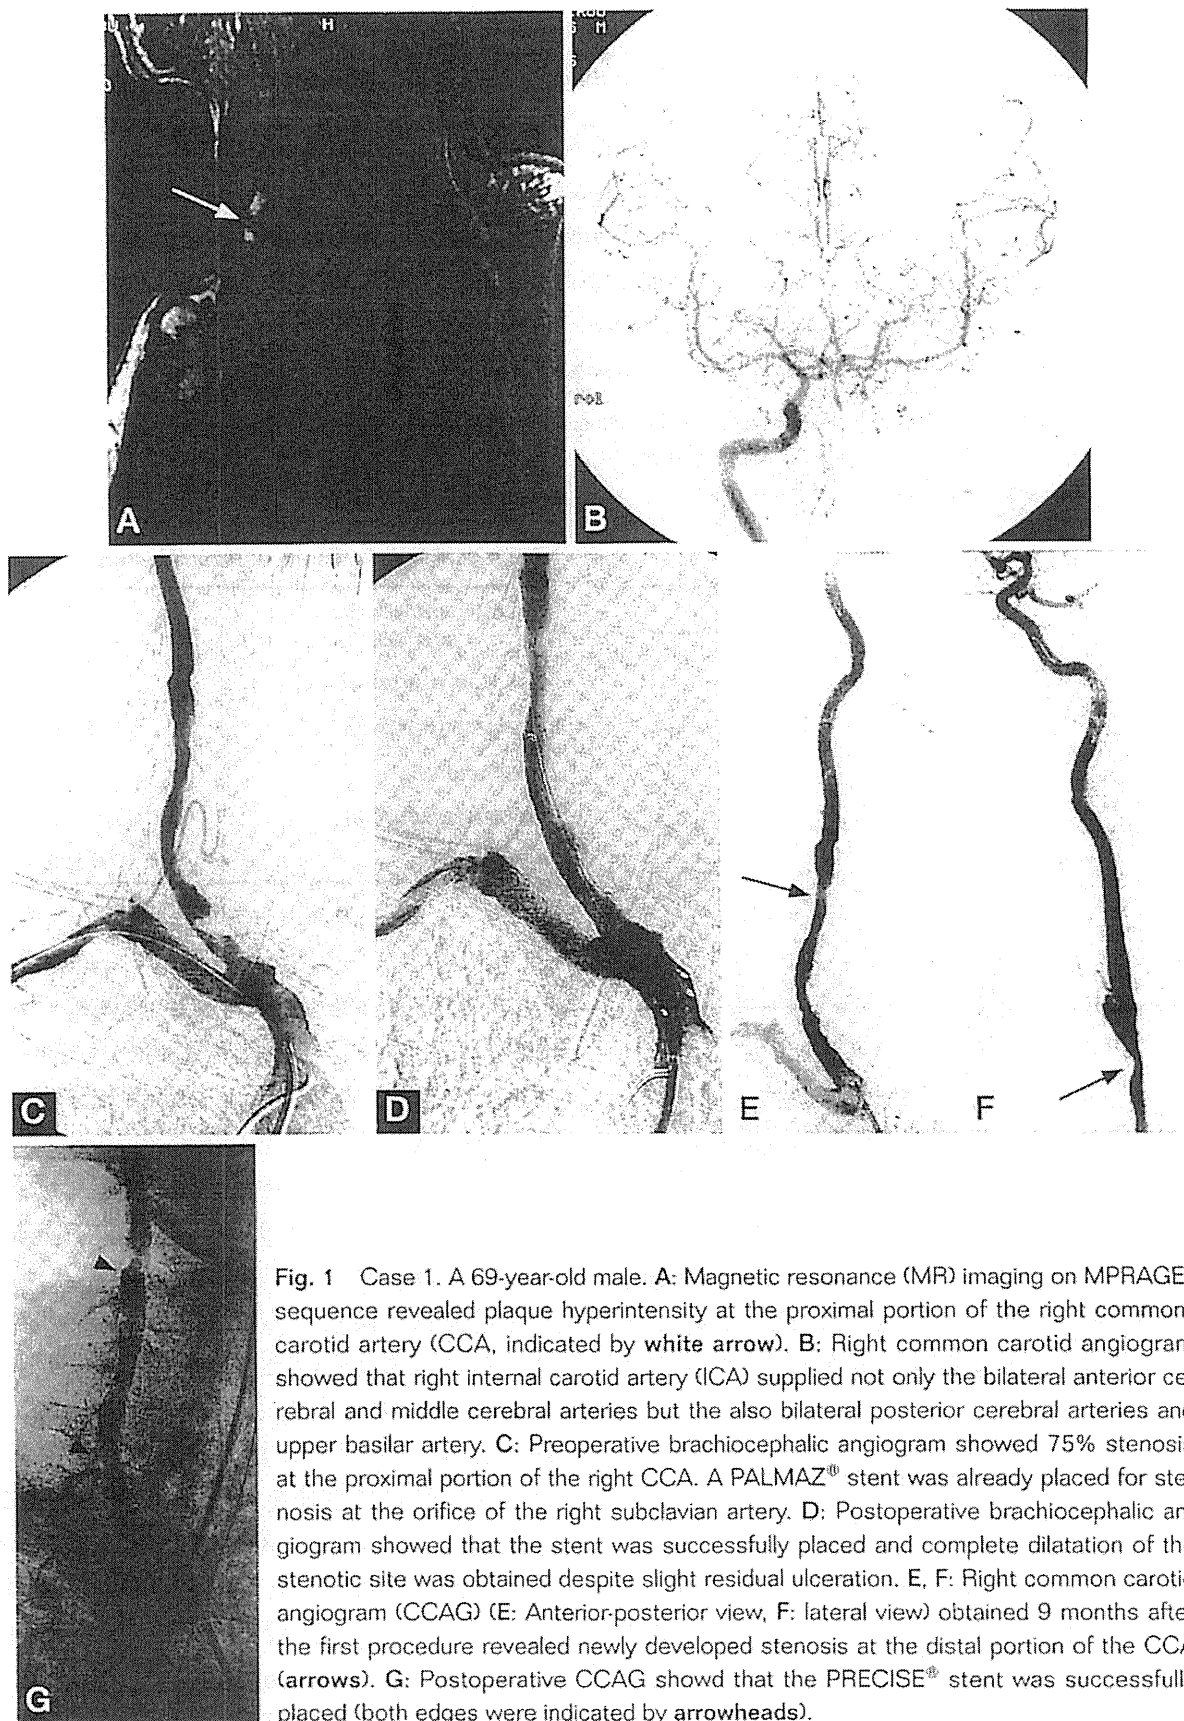 H
A
S M
S
rol
B
C
D
E
F
G
Fig. 1 Case 1. A 69-year-old male. A: Magnetic resonance (MR) imaging on MPRAGE
sequence revealed plaque hyperintensity at the proximal portion of the right common
carotid artery (CCA, indicated by white arrow). B: Right common carotid angiogram
showed that right internal carotid artery (ICA) supplied not only the bilateral anterior ce
rebral and middle cerebral arteries but the also bilateral posterior cerebral arteries and
upper basilar artery. C: Preoperative brachiocephalic angiogram showed 75% stenosi
at the proximal portion of the right CCA. A PALMAZ® stent was already placed for ste
nosis at the orifice of the right subclavian artery. D: Postoperative brachiocephalic an
giogram showed that the stent was successfully placed and complete dilatation of the
stenotic site was obtained despite slight residual ulceration. E, F: Right common caroti
angiogram (CCAG) (E: Anterior-posterior view, F: lateral view) obtained 9 months afte
the first procedure revealed newly developed stenosis at the distal portion of the CCA
(arrows). G: Postoperative CCAG showd that the PRECISE® stent was successfull
placed (both edges were indicated by arrowheads).